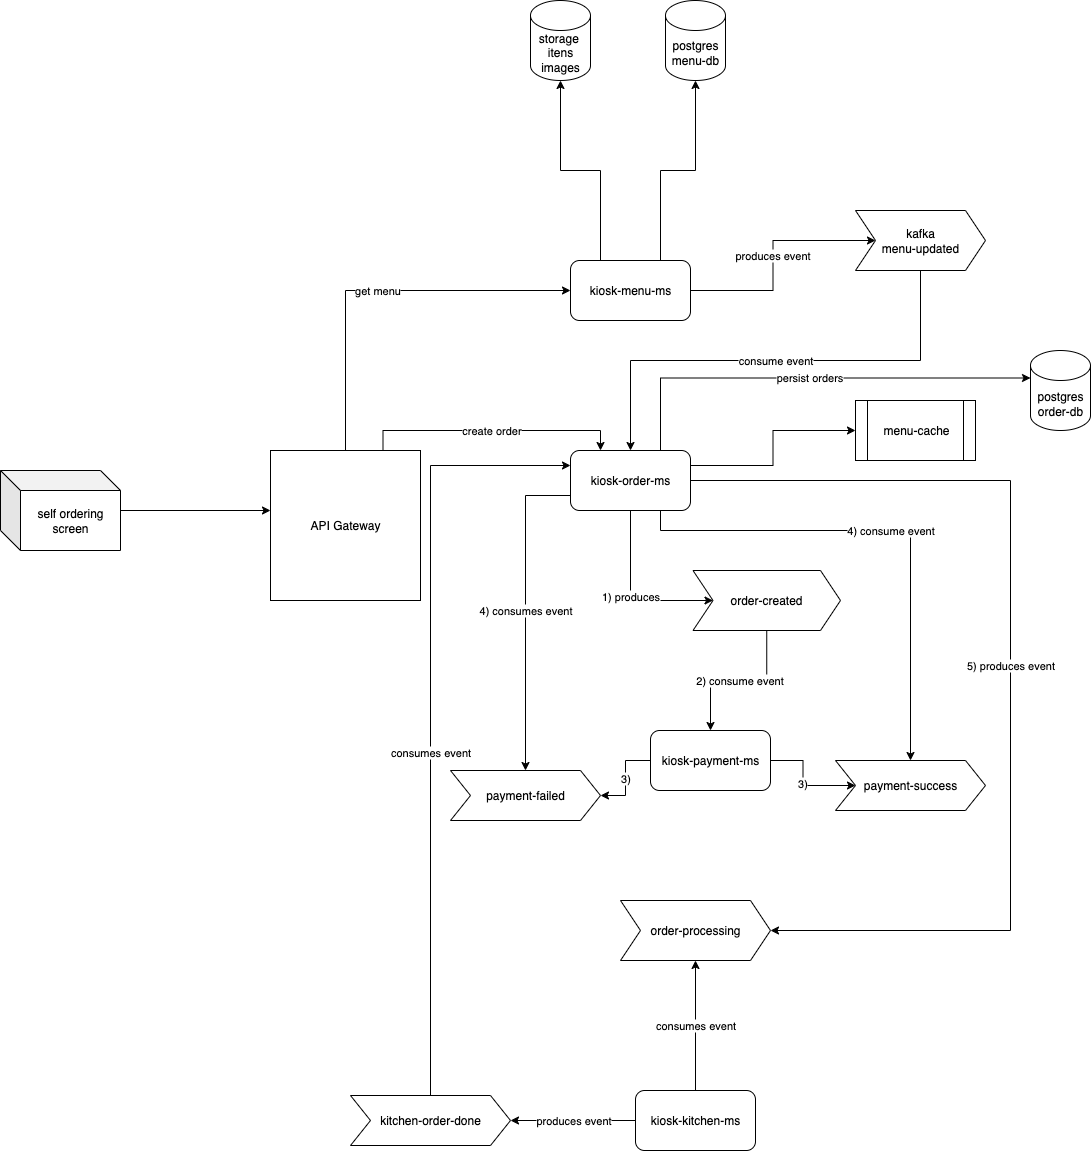 storage
itens
images
postgres
menu-db
kafka
menu-updated
produces event
get menu
kiosk-menu-ms
consume event
persist orders
postgres
order-db
create order
menu-cache
kiosk-order-ms
self ordering
screen
API Gateway
4) consume event
1) produces
order-created
4) consumes event
5) produces event
2) consume event
consumes event
kiosk-payment-ms
3)
3)
payment-failed
payment-success
order-processing
consumes event
kitchen-order-done
produces event
kiosk-kitchen-ms